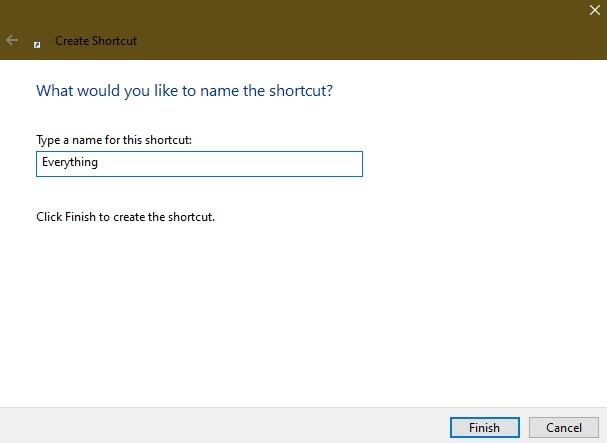 Create Shortcut
What would you like to name the shortcut?
Type a name for this shortcut:
Everything
Click Finish to create the shortcut.
Finish Cancel